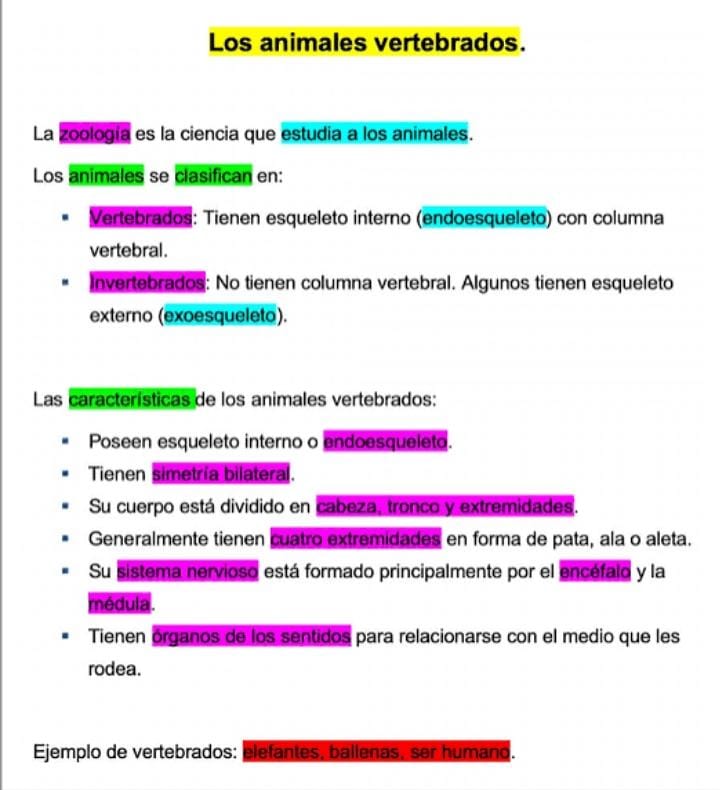 Los animales vertebrados.
La zoología es la ciencia que estudia a los animales.
Los animales se clasifican en:
▪ Vertebrados: Tienen esqueleto interno (endoesqueleto) con columna
vertebral.
▪ Invertebrados: No tienen columna vertebral. Algunos tienen esqueleto
externo (exoesqueleto).
Las características de los animales vertebrados:
▪ Poseen esqueleto interno o endoesqueleto.
▪ Tienen simetría bilateral.
▪ Su cuerpo está dividido en cabeza, tronco y extremidades.
▪ Generalmente tienen cuatro extremidades en forma de pata, ala o aleta.
▪ Su sistema nervioso está formado principalmente por el encéfalo y la
médula.
▪ Tienen órganos de los sentidos para relacionarse con el medio que les
rodea.
Ejemplo de vertebrados: elefantes, ballenas, ser humano.